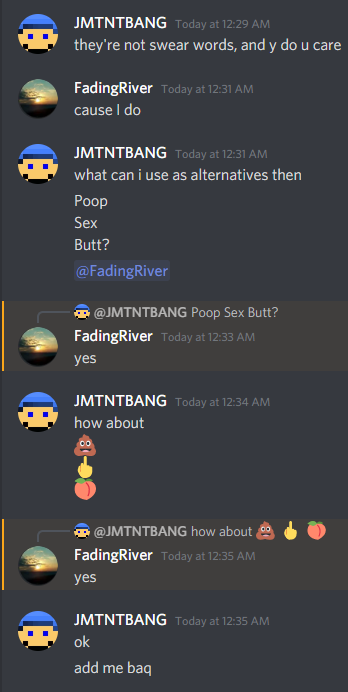 JMTNTBANG Today at 12:29 AM
they're not swear words, and y do u care
FadingRiver Today at 12:31 AM
cause I do
JMTNTBANG Today at 12:31 AM
what can i use as alternatives then
Poop
Sex
Butt?
@FadingRiver
@JMTNTBANG Poop Sex Butt?
FadingRiver Today at 12:33 AM
yes
JMTNTBANG Today at 12:34 AM
how about
💩
🖕
🍑
@JMTNTBANG how about 💩 🖕 🍑
FadingRiver Today at 12:35 AM
yes
JMTNTBANG Today at 12:35 AM
ok
add me baq